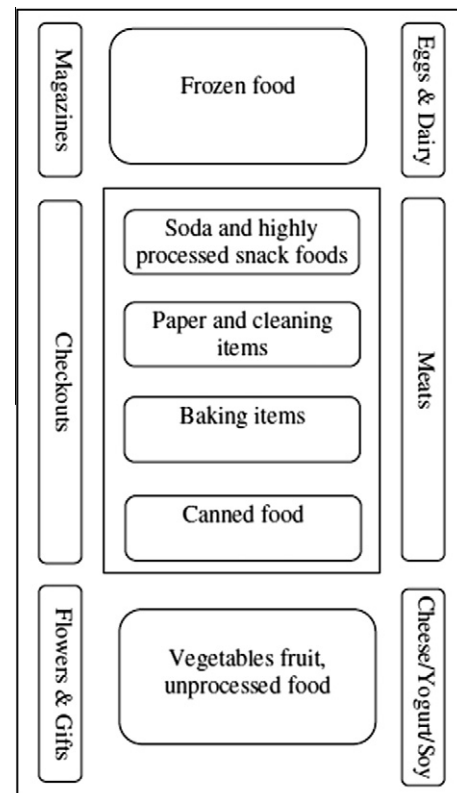 Magazines
Frozen food
Eggs & Dairy
Checkouts
Soda and highly
processed snack foods
Paper and cleaning
items
Baking items
Canned food
Meats
Flowers & Gifts
Vegetables fruit,
unprocessed food
Cheese/Yogurt/Soy